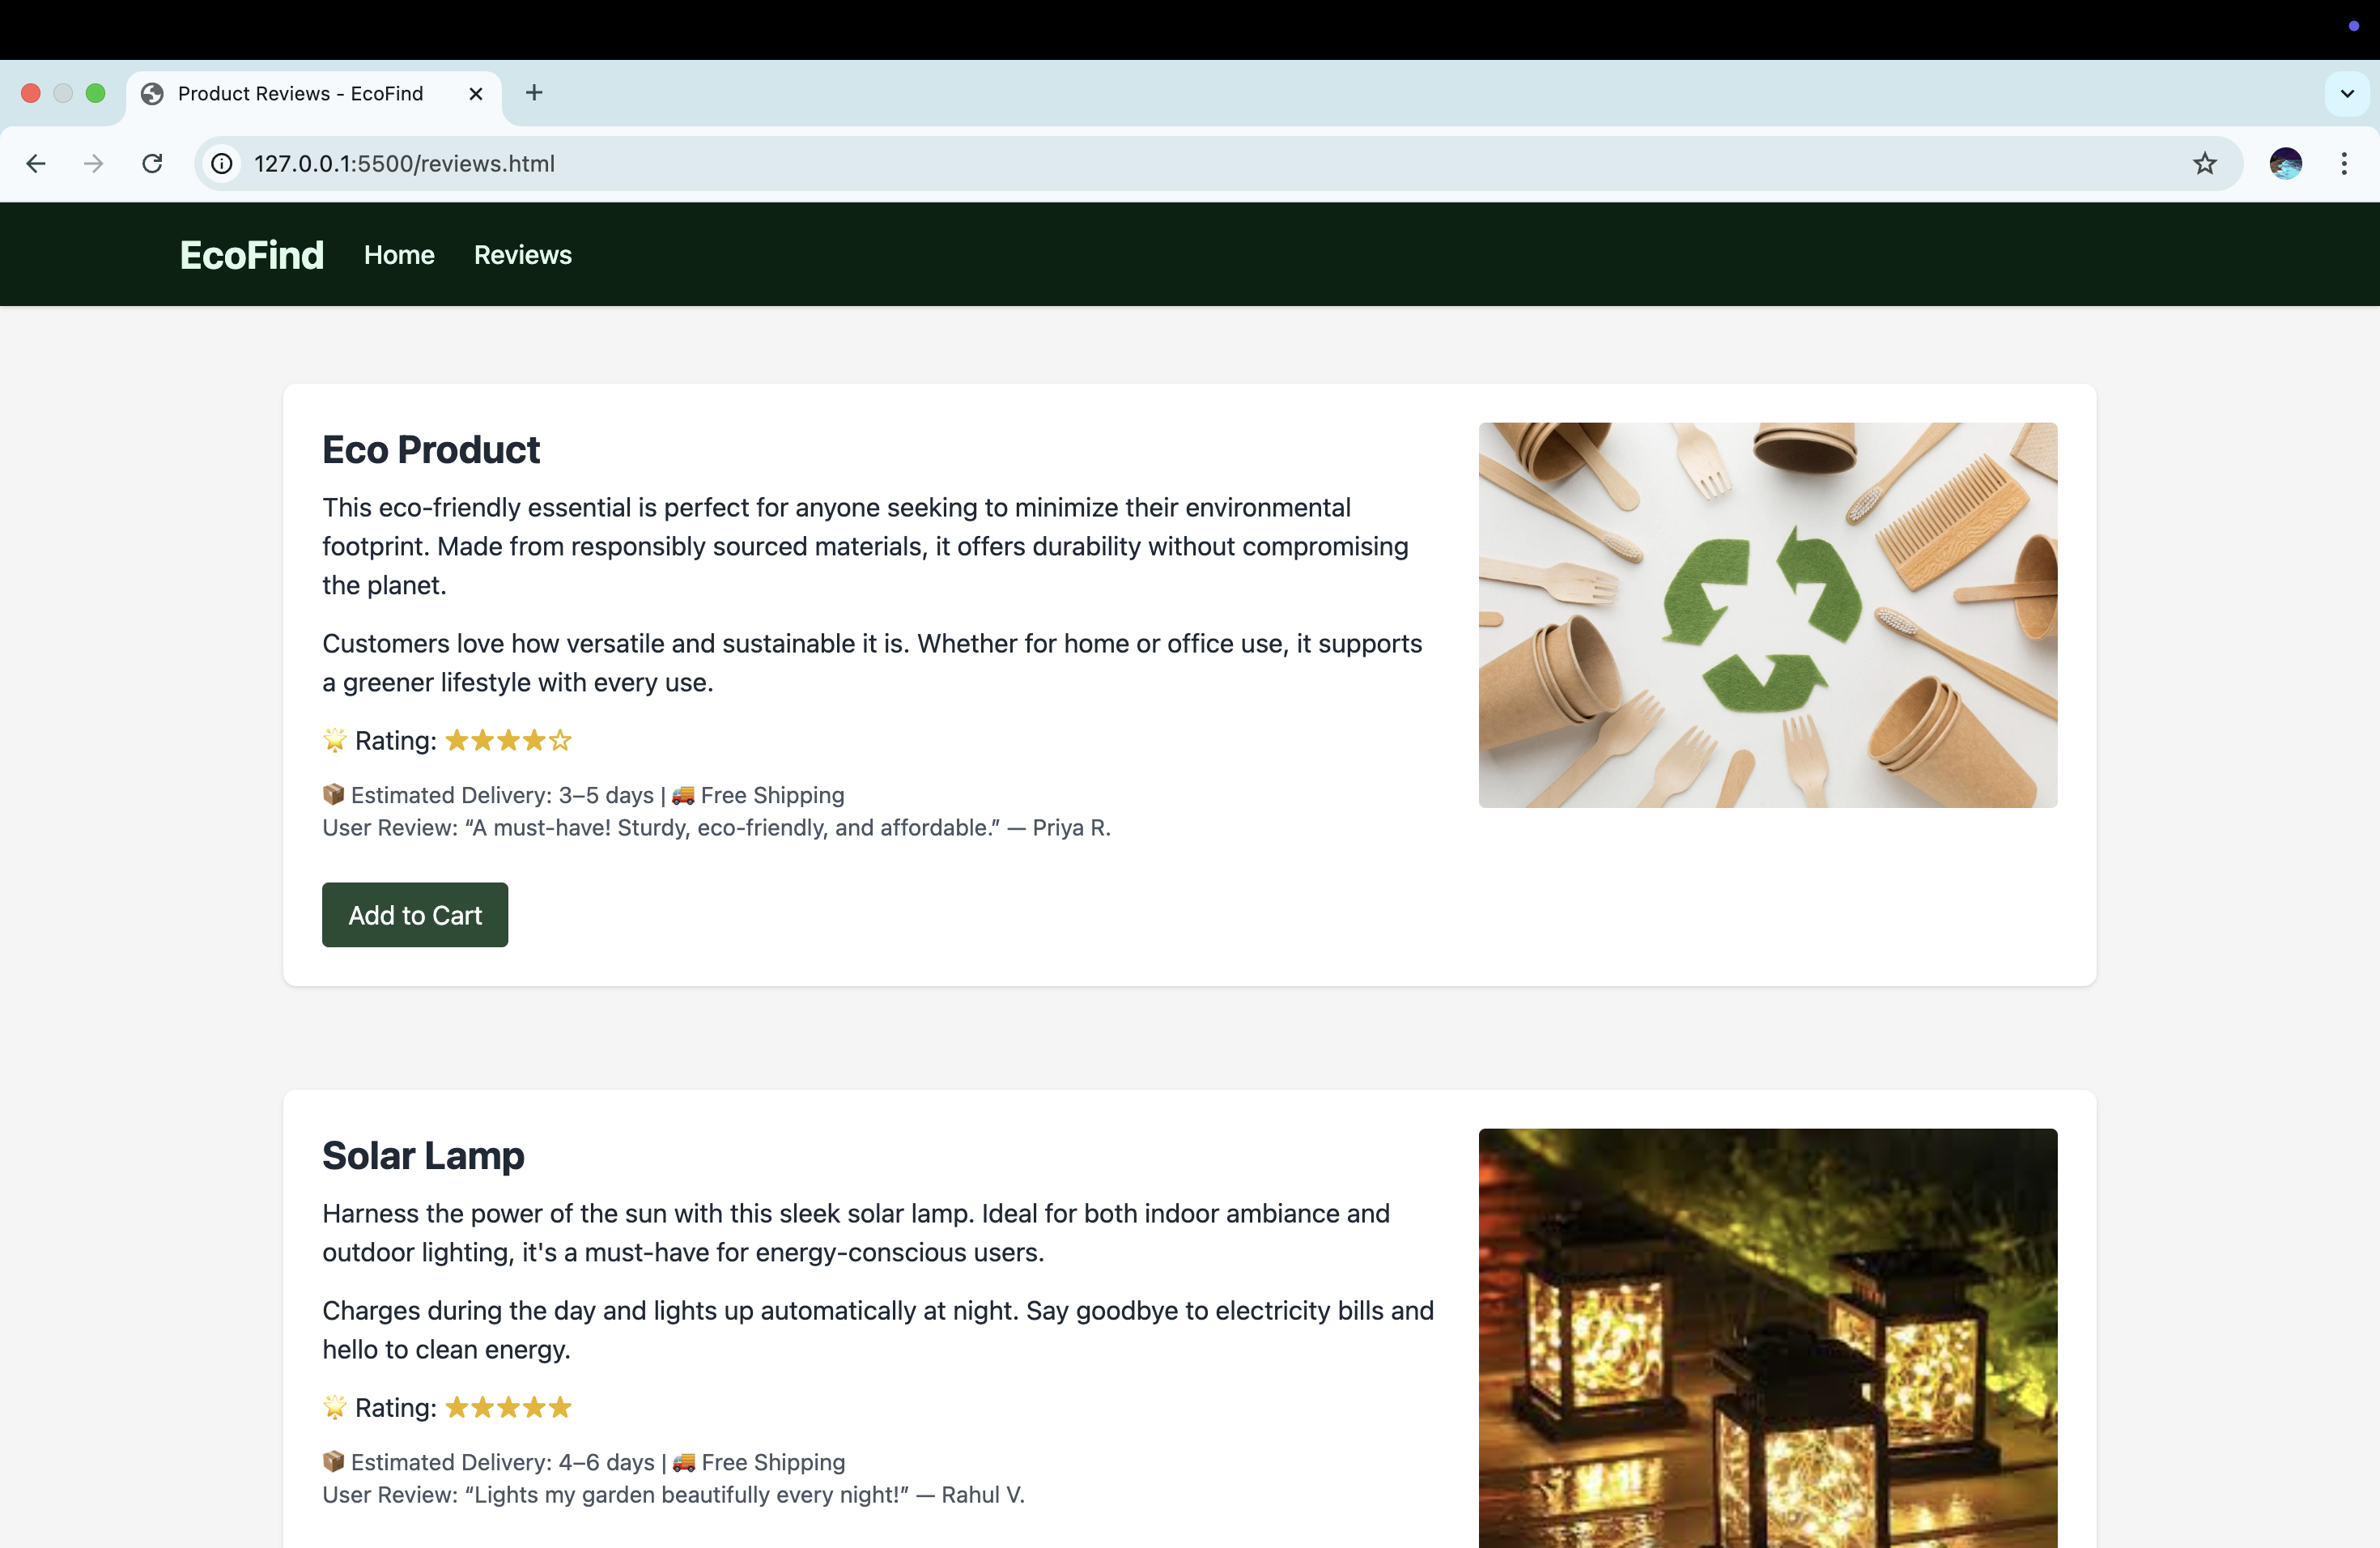 Product Reviews - EcoFind
127.0.0.1:5500/reviews.html
EcoFind Home Reviews
Eco Product
This eco-friendly essential is perfect for anyone seeking to minimize their environmental
footprint. Made from responsibly sourced materials, it offers durability without compromising
the planet.
Customers love how versatile and sustainable it is. Whether for home or office use, it supports
a greener lifestyle with every use.
🌟 Rating: ⭐⭐⭐⭐☆
📦 Estimated Delivery: 3–5 days | 🚚 Free Shipping
User Review: “A must-have! Sturdy, eco-friendly, and affordable.” — Priya R.
Add to Cart
Solar Lamp
Harness the power of the sun with this sleek solar lamp. Ideal for both indoor ambiance and
outdoor lighting, it's a must-have for energy-conscious users.
Charges during the day and lights up automatically at night. Say goodbye to electricity bills and
hello to clean energy.
🌟 Rating: ⭐⭐⭐⭐⭐
📦 Estimated Delivery: 4–6 days | 🚚 Free Shipping
User Review: “Lights my garden beautifully every night!” — Rahul V.